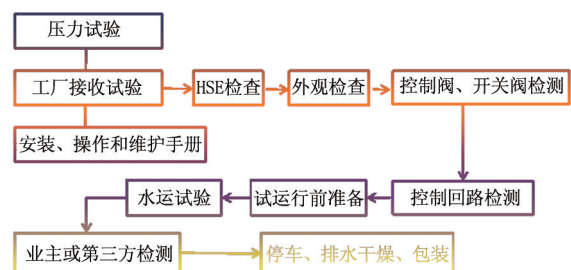 压力试验
工厂接收试验
HSE检查
外观检查
控制阀、开关阀检测
安装、操作和维护手册
水运试验
试运行前准备
控制回路检测
业主或第三方检测
停车、排水干燥、包装